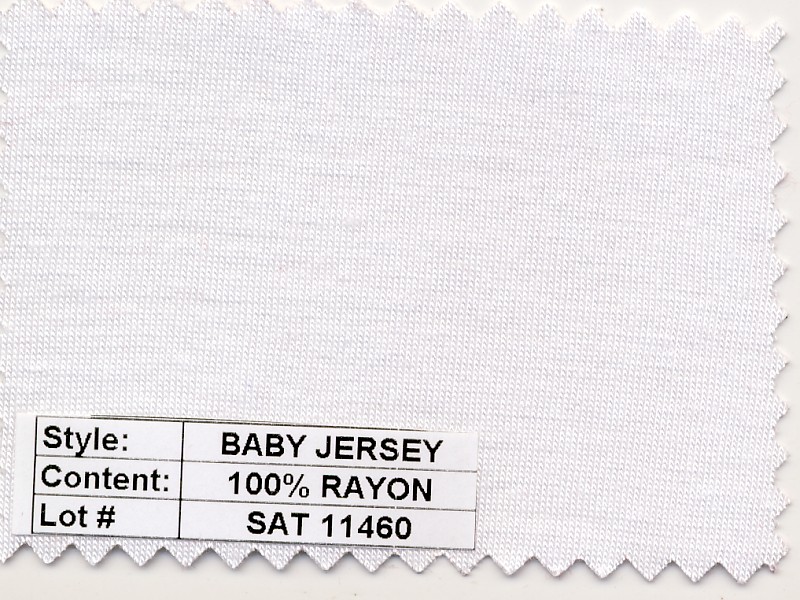 Style: BABY JERSEY
Content: 100% RAYON
Lot # SAT 11460